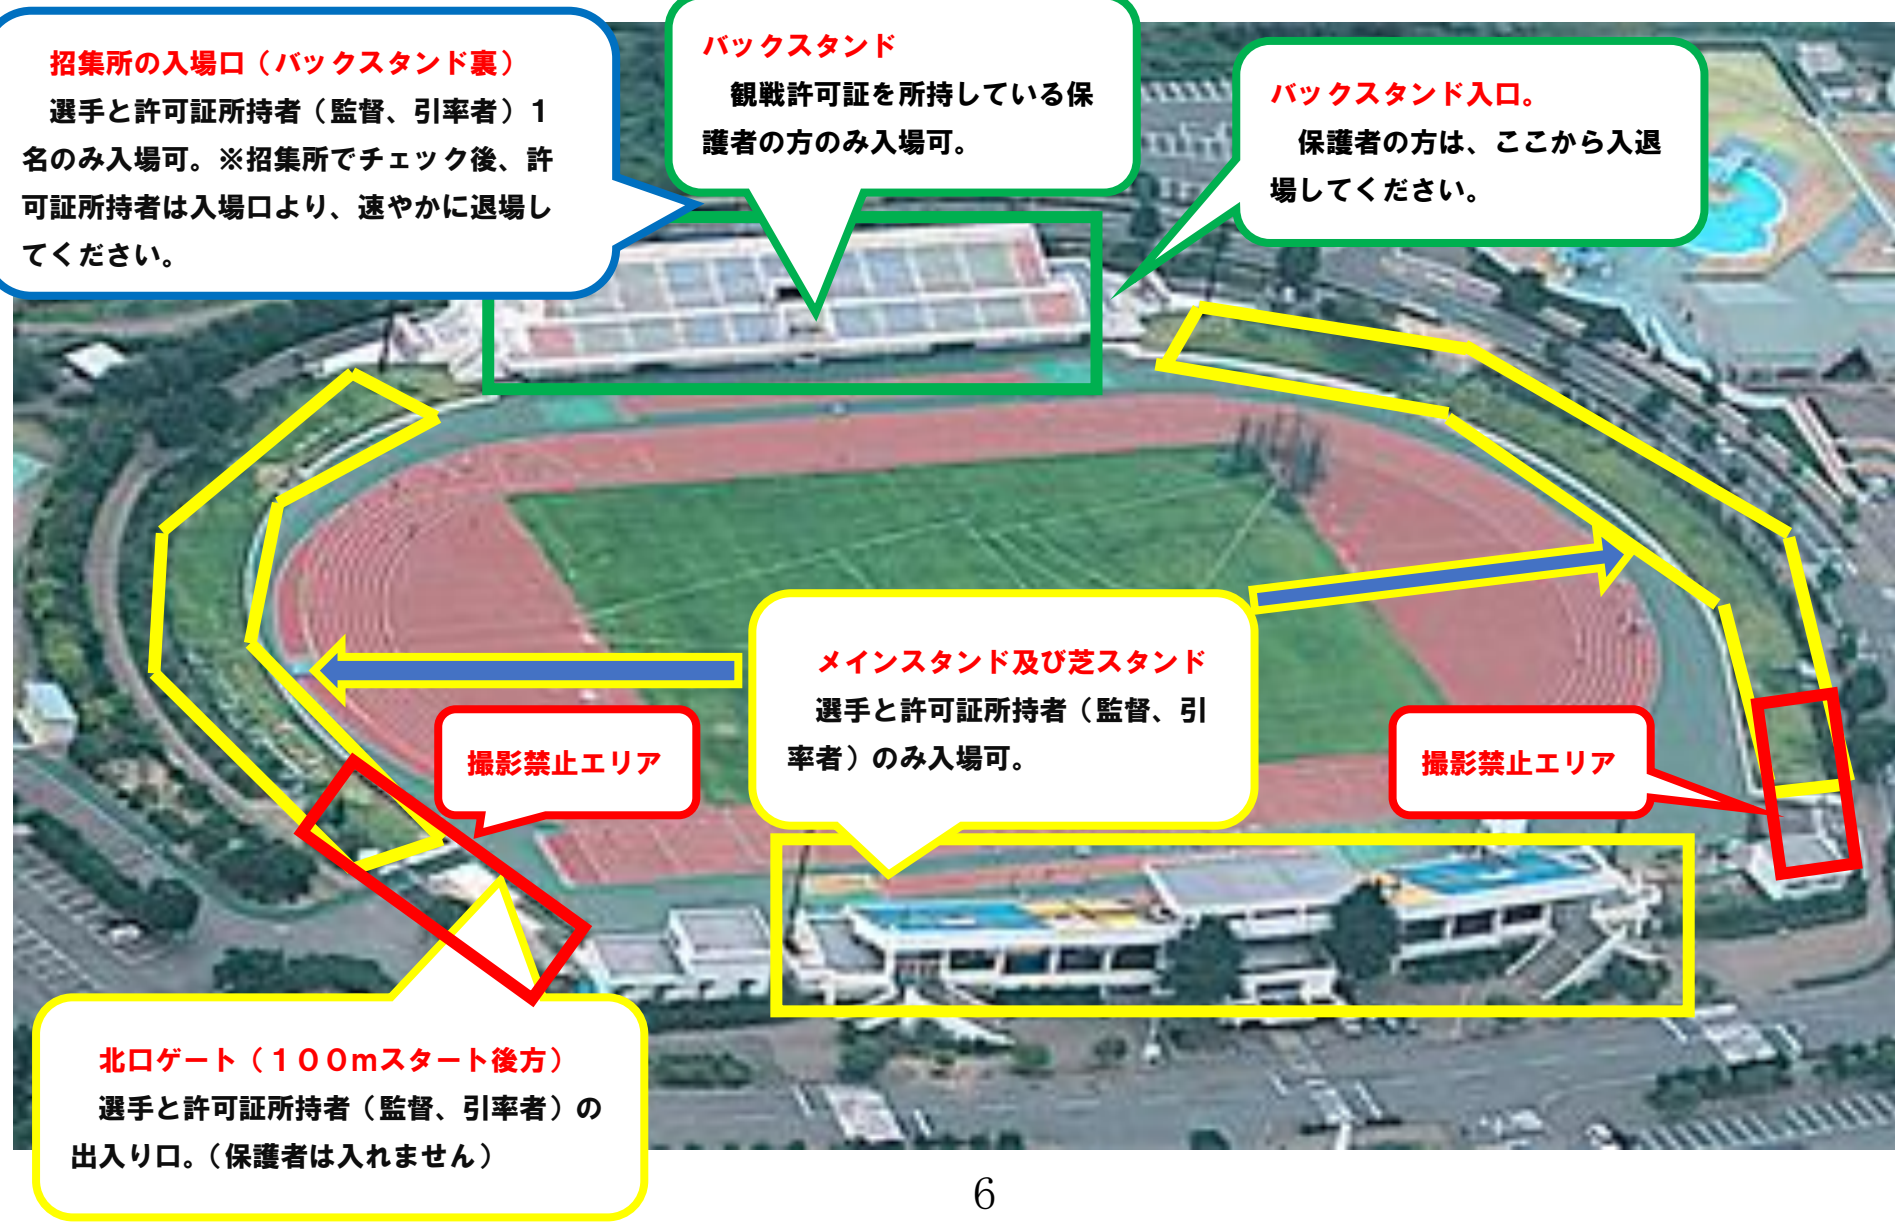 招集所の入場口（バックスタンド裏）
選手と許可証所持者（監督、引率者）１
名のみ入場可。※招集所でチェック後、許
可証所持者は入場口より、速やかに退場し
てください。
バックスタンド
観戦許可証を所持している保
護者の方のみ入場可。
バックスタンド入口。
保護者の方は、ここから入退
場してください。
メインスタンド及び芝スタンド
選手と許可証所持者（監督、引
率者）のみ入場可。
撮影禁止エリア
撮影禁止エリア
北口ゲート（１００ｍスタート後方）
選手と許可証所持者（監督、引率者）の
出入り口。（保護者は入れません）
6